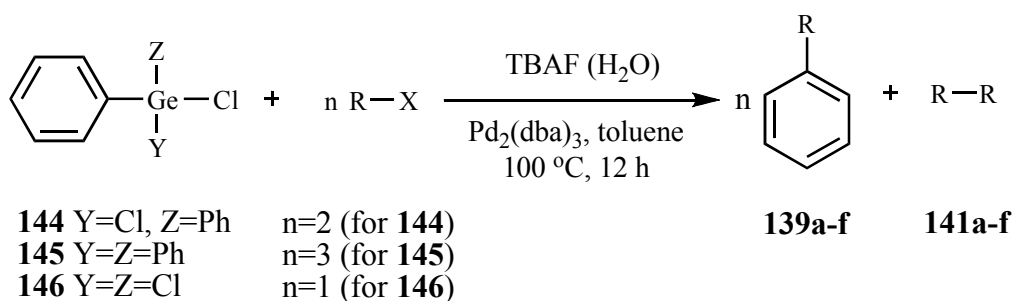 Z
Ge
Cl
Y
+
n R–X
TBAF (H₂O)
Pd₂(dba)₃, toluene
100 °C, 12 h
n
R
+
R–R
144 Y=Cl, Z=Ph n=2 (for 144) 139a-f 141a-f
145 Y=Z=Ph n=3 (for 145)
146 Y=Z=Cl n=1 (for 146)